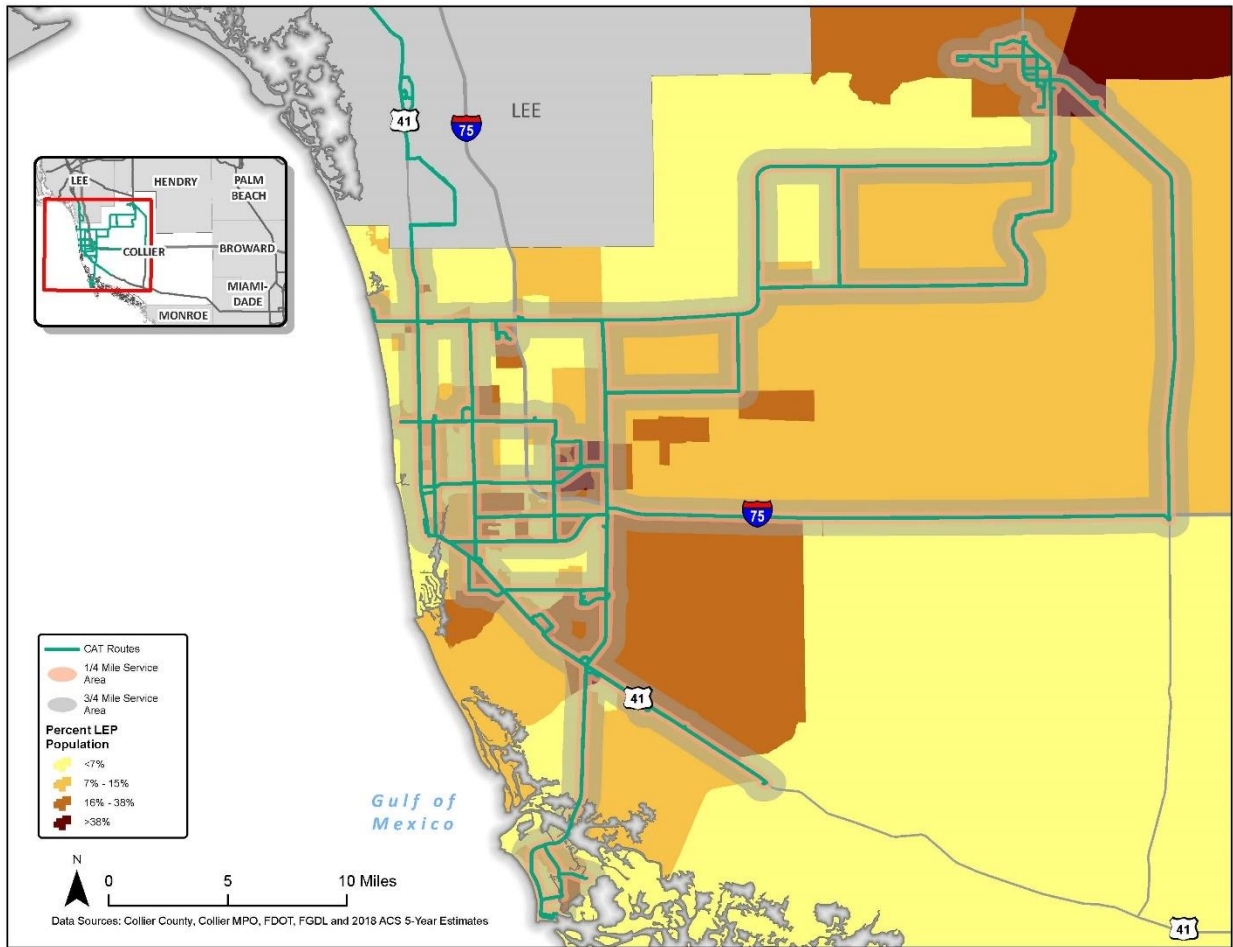 41
75
LEE
LEE
HENDRY
PALM
BEACH
COLLIER
BROWARD
MIAMI-
DADE
MONROE
75
41
CAT Routes
1/4 Mile Service
Area
3/4 Mile Service
Area
Percent LEP
Population
<7%
7% - 15%
16% - 38%
>38%
Gulf of
Mexico
N
0 5 10 Miles
Data Sources: Collier County, Collier MPO, FDOT, FGDL and 2018 ACS 5-Year Estimates
41